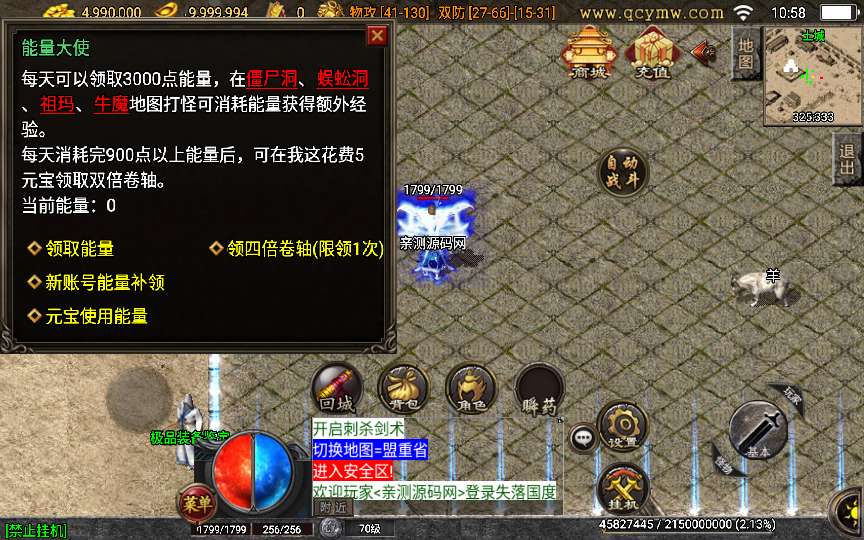 4,990,000 9,999,994 0 物攻 [41-130] 双防 [27-66]-[15-31] www.qcymw.com 10:58
能量大使
每天可以领取3000点能量，在僵尸洞、蜈蚣洞
、祖玛、牛魔地图打怪可消耗能量获得额外经
验。
每天消耗完900点以上能量后，可在我这花费5
元宝领取双倍卷轴。
当前能量：0
领取能量 领四倍卷轴(限领1次)
新账号能量补领
元宝使用能量
商城 充值
地图
土城
325:333
退出
自动
战斗
1799/1799
亲测源码网
羊
回城 背包 角色 瞬药
极品装备鉴定
开启刺杀剑术
切换地图=盟重省
进入安全区!
欢迎玩家<亲测源码网>登录失落国度
附近
设置
挂机
玩家
基本
怪物
菜单
[禁止挂机]
1799/1799 256/256 70级
45827445 / 2150000000 (2.13%)